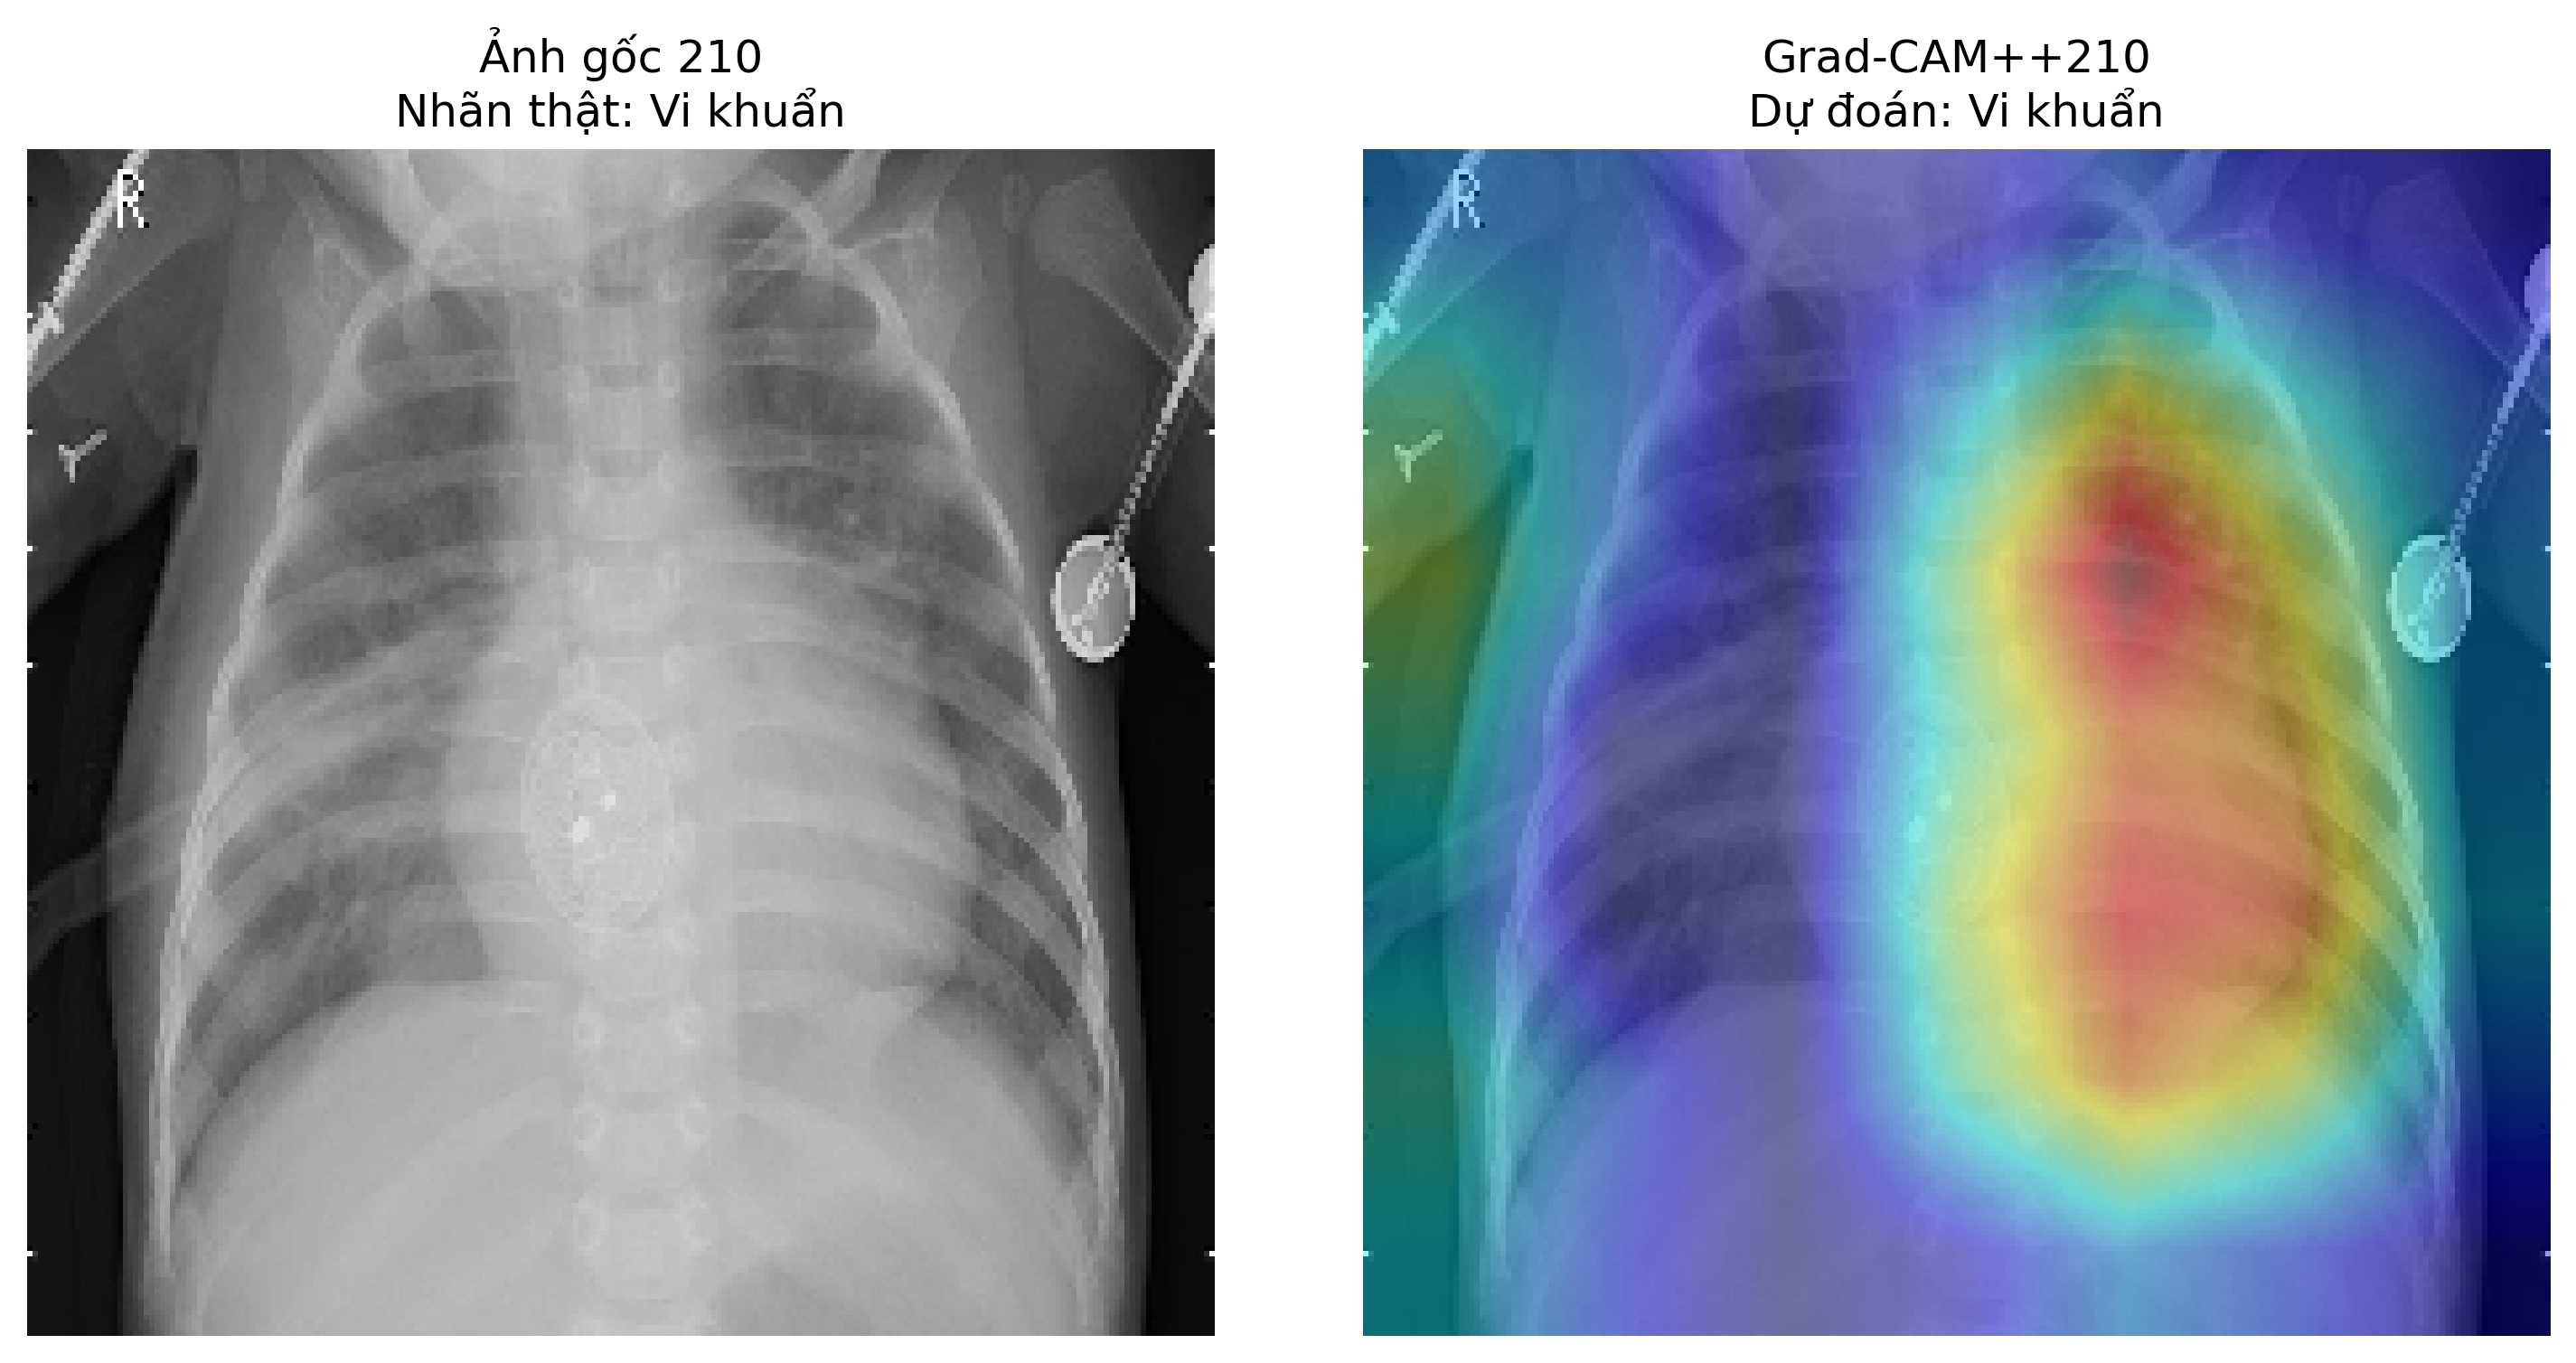 Ảnh gốc 210
Nhãn thật: Vi khuẩn
Grad-CAM++210
Dự đoán: Vi khuẩn
R
R